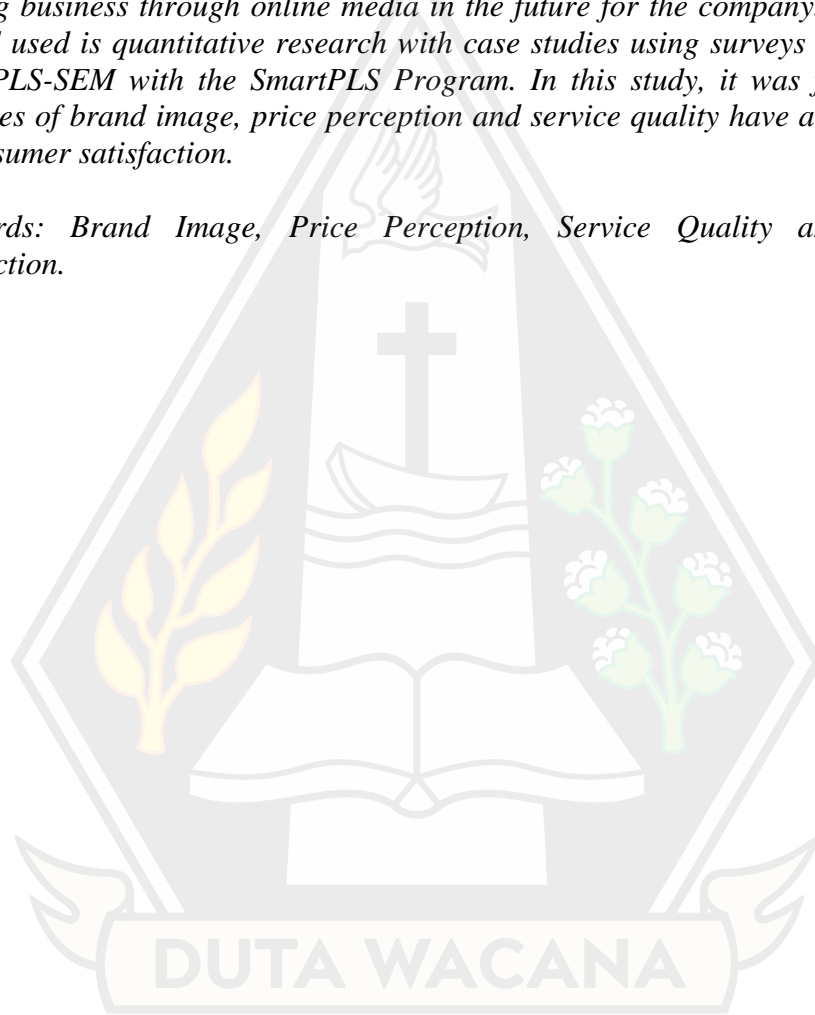 g business through online media in the future for the company.
d used is quantitative research with case studies using surveys
PLS-SEM with the SmartPLS Program. In this study, it was
es of brand image, price perception and service quality have a
sumer satisfaction.
rds: Brand Image, Price Perception, Service Quality a
ction.
DUTA WACANA